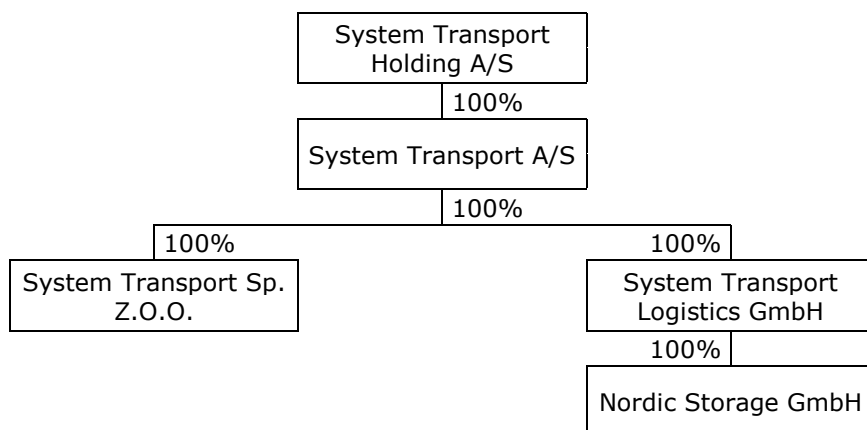 System Transport
Holding A/S
100%
System Transport A/S
100%
100%
100%
System Transport Sp.
Z.O.O.
System Transport
Logistics GmbH
100%
Nordic Storage GmbH